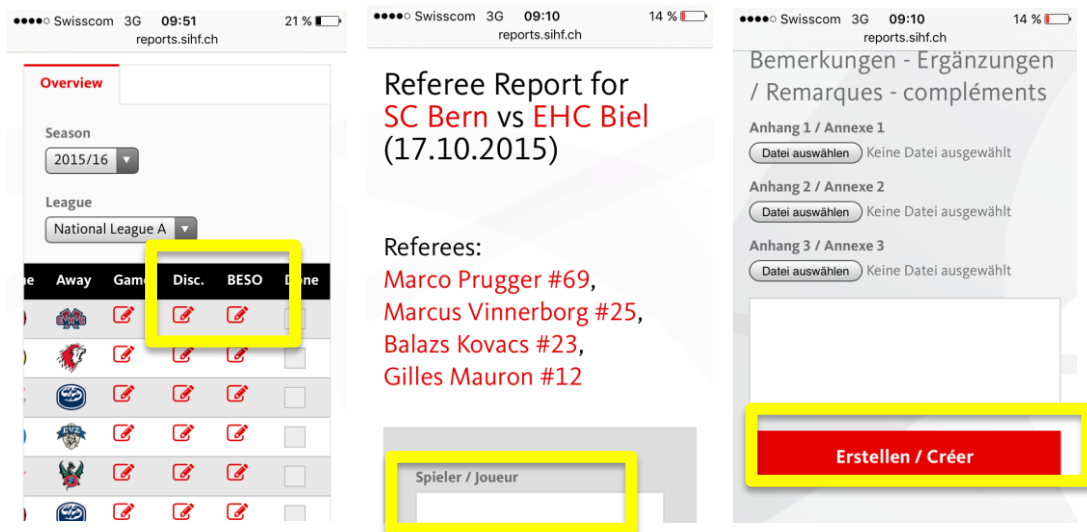 Swisscom 3G 09:51 21 %
reports.sihf.ch
Overview
Season
2015/16
League
National League A
e Away Gam Disc. BESO D ne
Swisscom 3G 09:10 14 %
reports.sihf.ch
Referee Report for
SC Bern vs EHC Biel
(17.10.2015)
Referees:
Marco Prugger #69,
Marcus Vinnerborg #25,
Balazs Kovacs #23,
Gilles Mauron #12
Spieler / Joueur
Swisscom 3G 09:10 14 %
reports.sihf.ch
Bemerkungen - Ergänzungen
/ Remarques - compléments
Anhang 1 / Annexe 1
Datei auswählen Keine Datei ausgewählt
Anhang 2 / Annexe 2
Datei auswählen Keine Datei ausgewählt
Anhang 3 / Annexe 3
Datei auswählen Keine Datei ausgewählt
Erstellen / Créer